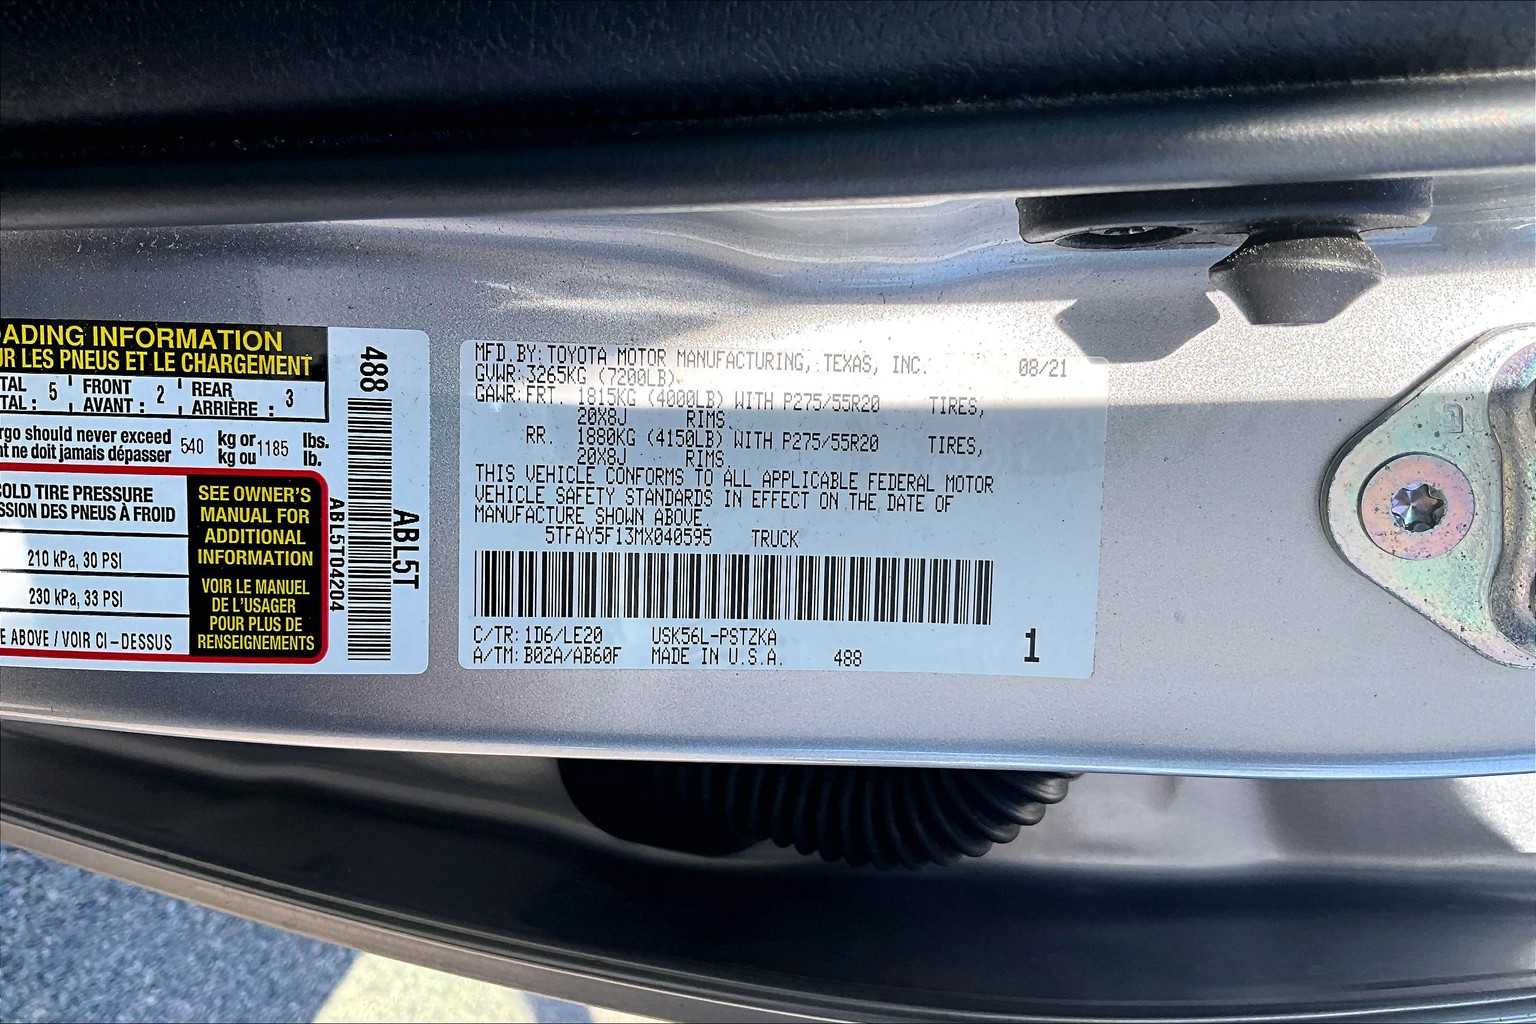 ADING INFORMATION
UR LES PNEUS ET LE CHARGEMENT
TAL 5 FRONT 2 REAR 3
TAL : AVANT : ARRIÈRE :
rgo should never exceed 540 kg or 1185 lbs.
nt ne doit jamais dépasser kg ou lb.
COLD TIRE PRESSURE
SSION DES PNEUS À FROID
210 kPa, 30 PSI
230 kPa, 33 PSI
E ABOVE / VOIR CI-DESSUS
SEE OWNER'S
MANUAL FOR
ADDITIONAL
INFORMATION
VOIR LE MANUEL
DE L'USAGER
POUR PLUS DE
RENSEIGNEMENTS
488
ABL5T04204
ABL5T
MFD.BY:TOYOTA MOTOR MANUFACTURING, TEXAS, INC. 08/21
GVWR:3265KG (7200LB)
GAWR:FRT. 1815KG (4000LB) WITH P275/55R20 TIRES,
20X8J RIMS
RR. 1880KG (4150LB) WITH P275/55R20 TIRES,
20X8J RIMS
THIS VEHICLE CONFORMS TO ALL APPLICABLE FEDERAL MOTOR
VEHICLE SAFETY STANDARDS IN EFFECT ON THE DATE OF
MANUFACTURE SHOWN ABOVE.
5TFAY5F13MX040595 TRUCK
C/TR:1D6/LE20 USK56L-PSTZKA
A/TM:B02A/AB60F MADE IN U.S.A. 488
1